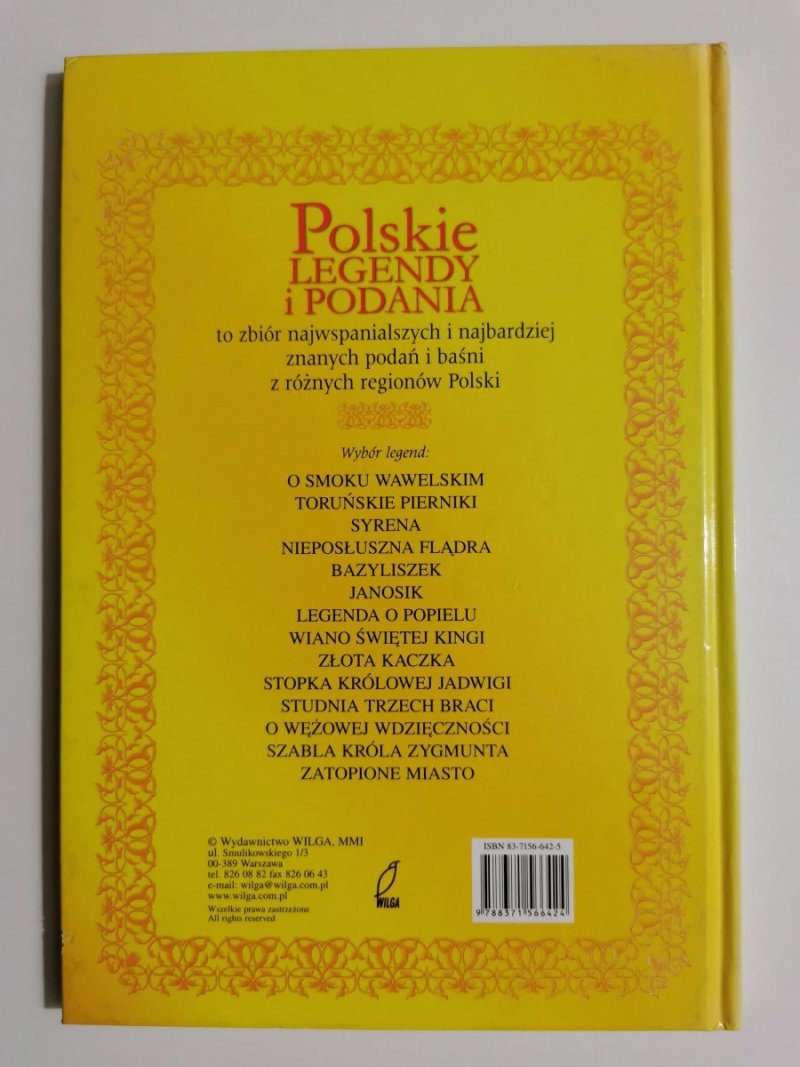 Polskie
LEGENDY
i PODANIA
to zbiór najwspanialszych i najbardziej
znanych podań i baśni
z różnych regionów Polski
Wybór legend:
O SMOKU WAWELSKIM
TORUŃSKIE PIERNIKI
SYRENA
NIEPOSŁUSZNA FLĄDRA
BAZYLISZEK
JANOSIK
LEGENDA O POPIELU
WIANO ŚWIĘTEJ KINGI
ZŁOTA KACZKA
STOPKA KRÓLOWEJ JADWIGI
STUDNIA TRZECH BRACI
O WĘŻOWEJ WDZIĘCZNOŚCI
SZABLA KRÓLA ZYGMUNTA
ZATOPIONE MIASTO
© Wydawnictwo WILGA, MMI
ul. Smulikowskiego 1/3
00-389 Warszawa
tel. 826 08 82 fax 826 06 43
e-mail: wilga@wilga.com.pl
www.wilga.com.pl
Wszelkie prawa zastrzeżone
All rights reserved
WILGA
ISBN 83-7156-642-5
9 788371 566424